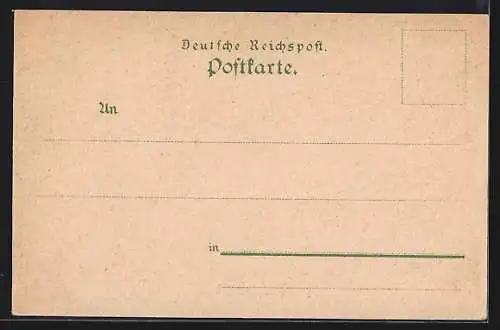 Deutsche Reichspost.
Postkarte.
An
in